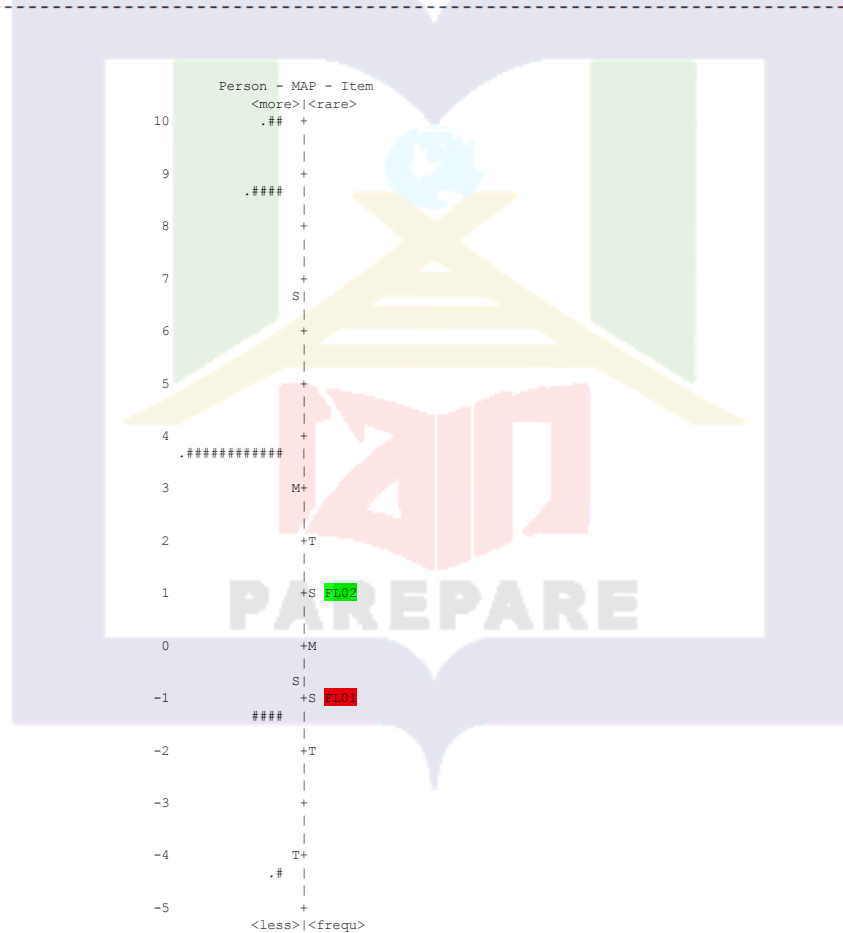 Person - MAP - Item
<more>|<rare>
10 .## +
|
|
9 +
.#### |
|
8 +
|
|
7 +
S|
|
6 +
|
|
5 +
|
|
4 +
.############ |
|
3 M+
|
|
2 +T
|
|
1 +S FL02
|
|
0 +M
|
S|
-1 +S FL01
#### |
|
-2 +T
|
|
-3 +
|
|
-4 T+
.# |
|
-5 +
<less>|<frequ>
iain
PAREPARE